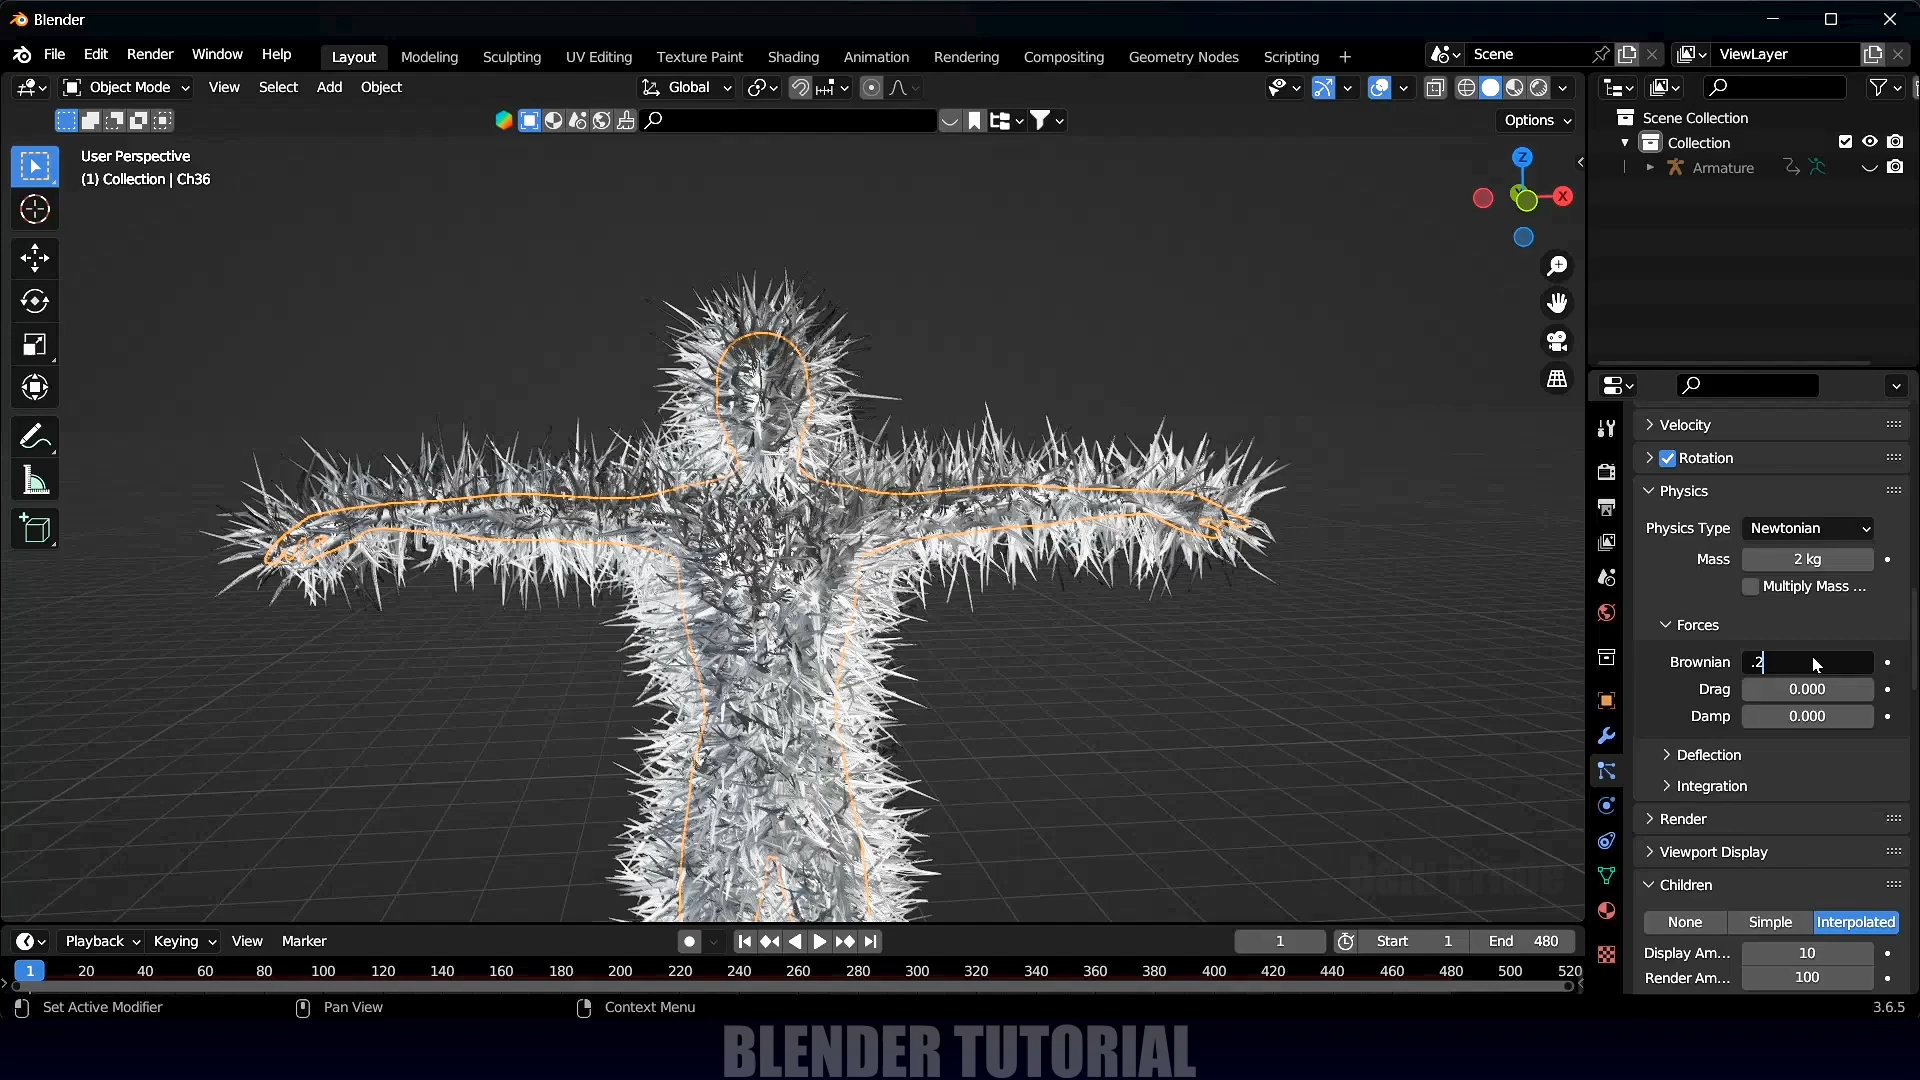 Blender
File Edit Render Window Help
Layout Modeling Sculpting UV Editing Texture Paint Shading Animation Rendering Compositing Geometry Nodes Scripting +
Scene
ViewLayer
Object Mode View Select Add Object
Global
Options
User Perspective
(1) Collection | Ch36
Z
X
Scene Collection
Collection
Armature
Velocity
Rotation
Physics
Physics Type Newtonian
Mass 2 kg
Multiply Mass ...
Forces
Brownian .2
Drag 0.000
Damp 0.000
Deflection
Integration
Render
Viewport Display
Children
None Simple Interpolated
Display Am... 10
Render Am... 100
Playback Keying View Marker
1
Start 1 End 480
1 20 40 60 80 100 120 140 160 180 200 220 240 260 280 300 320 340 360 380 400 420 440 460 480 500 520
Set Active Modifier Pan View Context Menu
3.6.5
BLENDER TUTORIAL